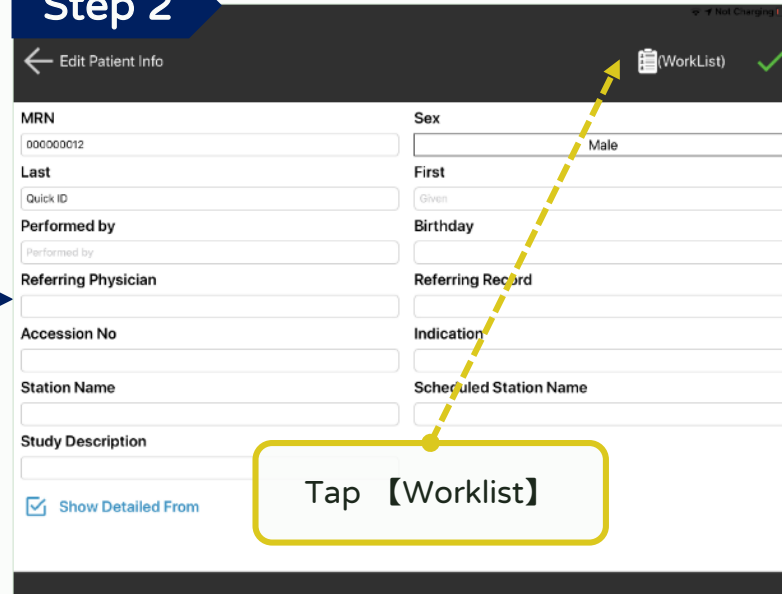 Step 2
Not Charging
Edit Patient Info
(WorkList)
MRN
Sex
000000012
Male
Last
First
Quick ID
Given
Performed by
Birthday
Performed by
Referring Physician
Referring Record
Accession No
Indication
Station Name
Scheduled Station Name
Study Description
Tap 【Worklist】
Show Detailed From